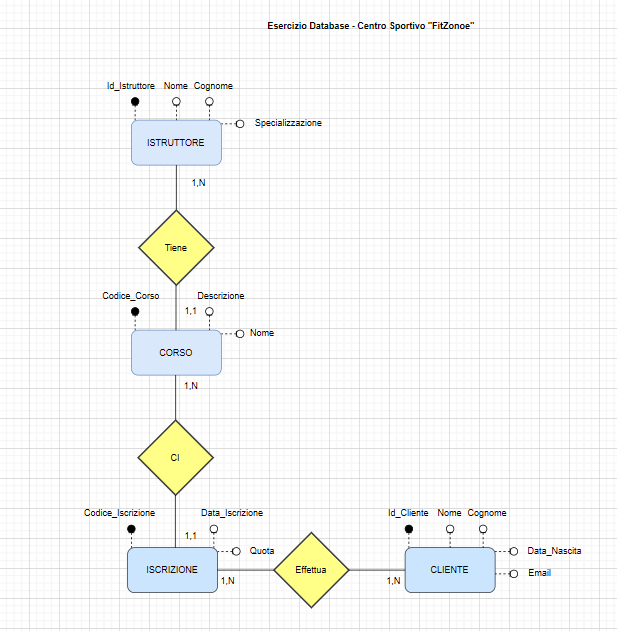 Esercizio Database - Centro Sportivo "FitZonoe"
Id_Istruttore Nome Cognome
Specializzazione
ISTRUTTORE
1,N
Tiene
Codice_Corso Descrizione
1,1
Nome
CORSO
1,N
CI
Codice_Iscrizione Data_Iscrizione Id_Cliente Nome Cognome
1,1
Quota Data_Nascita
ISCRIZIONE Effettua CLIENTE Email
1,N 1,N